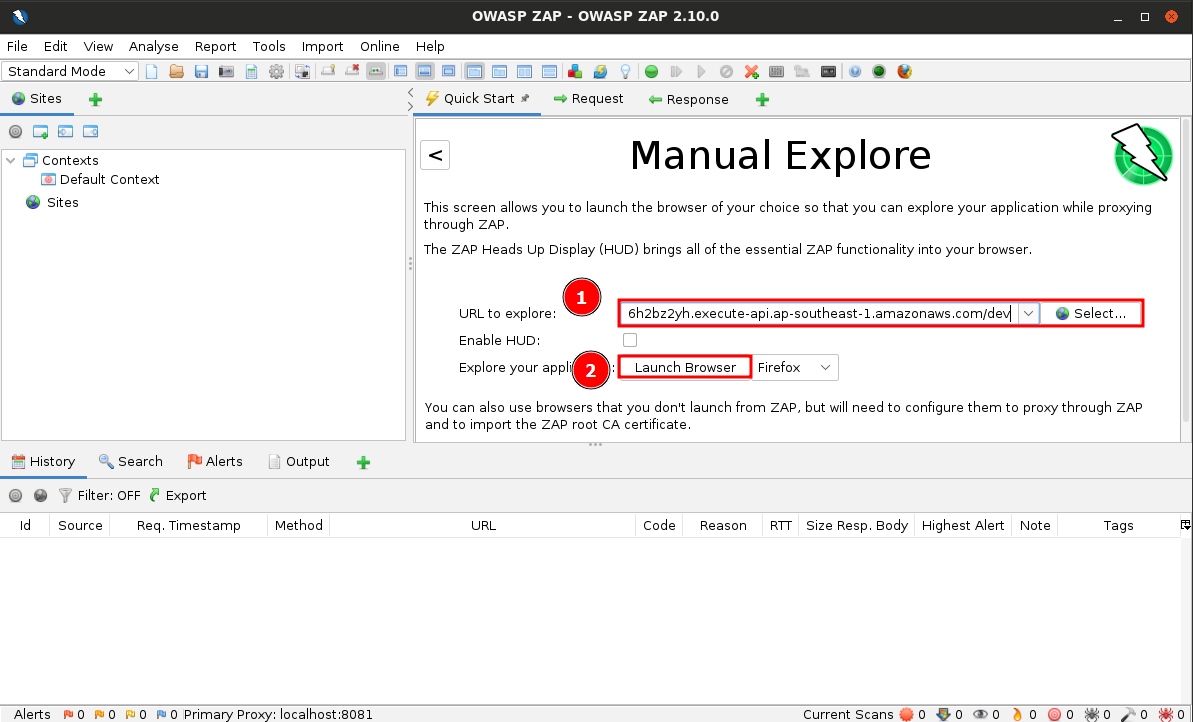 OWASP ZAP - OWASP ZAP 2.10.0
File Edit View Analyse Report Tools Import Online Help
Standard Mode
Sites
Quick Start Request Response
<
Manual Explore
Contexts
Default Context
Sites
This screen allows you to launch the browser of your choice so that you can explore your application while proxying
through ZAP.
The ZAP Heads Up Display (HUD) brings all of the essential ZAP functionality into your browser.
1
URL to explore: 6h2bz2yh.execute-api.ap-southeast-1.amazonaws.com/dev Select...
Enable HUD:
Explore your appli 2 : Launch Browser Firefox
You can also use browsers that you don't launch from ZAP, but will need to configure them to proxy through ZAP
and to import the ZAP root CA certificate.
History Search Alerts Output
Filter: OFF Export
Id Source Req. Timestamp Method URL Code Reason RTT Size Resp. Body Highest Alert Note Tags
Alerts 0 0 0 0 Primary Proxy: localhost:8081 Current Scans 0 0 0 0 0 0 0 0